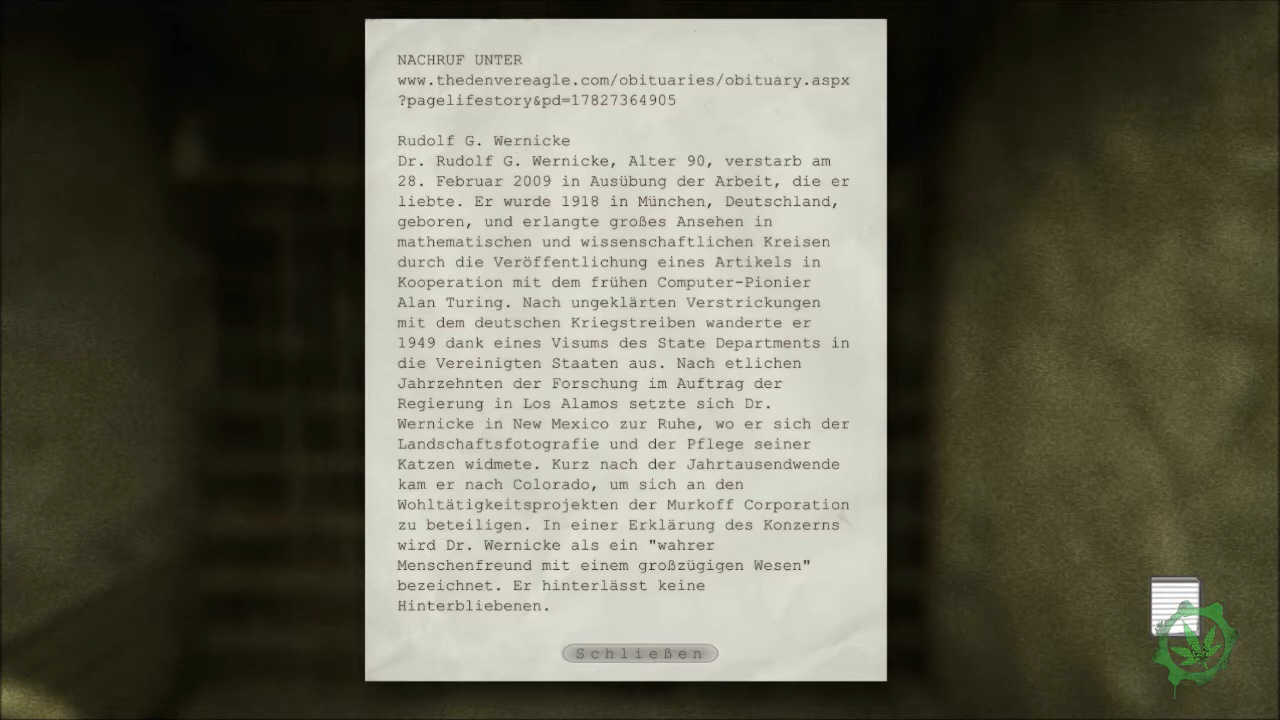 NACHRUF UNTER
www.thedenvereagle.com/obituaries/obituary.aspx
?pagelifestory&pd=17827364905
Rudolf G. Wernicke
Dr. Rudolf G. Wernicke, Alter 90, verstarb am
28. Februar 2009 in Ausübung der Arbeit, die er
liebte. Er wurde 1918 in München, Deutschland,
geboren, und erlangte großes Ansehen in
mathematischen und wissenschaftlichen Kreisen
durch die Veröffentlichung eines Artikels in
Kooperation mit dem frühen Computer-Pionier
Alan Turing. Nach ungeklärten Verstrickungen
mit dem deutschen Kriegstreiben wanderte er
1949 dank eines Visums des State Departments in
die Vereinigten Staaten aus. Nach etlichen
Jahrzehnten der Forschung im Auftrag der
Regierung in Los Alamos setzte sich Dr.
Wernicke in New Mexico zur Ruhe, wo er sich der
Landschaftsfotografie und der Pflege seiner
Katzen widmete. Kurz nach der Jahrtausendwende
kam er nach Colorado, um sich an den
Wohltätigkeitsprojekten der Murkoff Corporation
zu beteiligen. In einer Erklärung des Konzerns
wird Dr. Wernicke als ein "wahrer
Menschenfreund mit einem großzügigen Wesen"
bezeichnet. Er hinterlässt keine
Hinterbliebenen.
Schließen